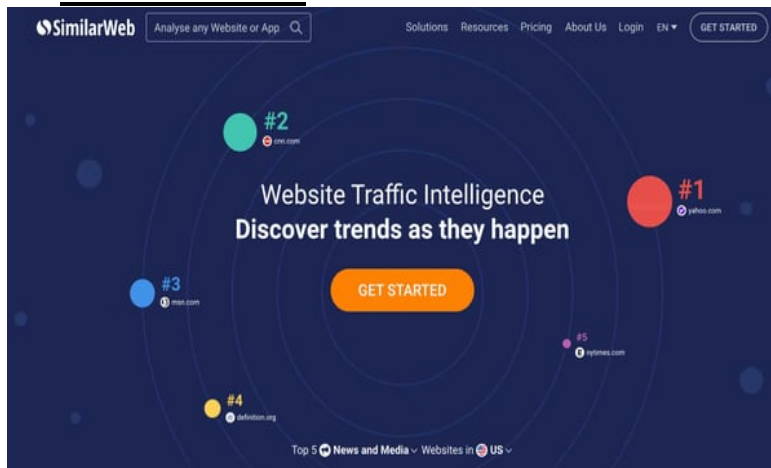 SimilarWeb Analyse any Website or App Solutions Resources Pricing About Us Login EN GET STARTED
#2
cnn.com
#1
yahoo.com
Website Traffic Intelligence
Discover trends as they happen
#3
msn.com
GET STARTED
#5
nytimes.com
#4
definition.org
Top 5 News and Media Websites in US